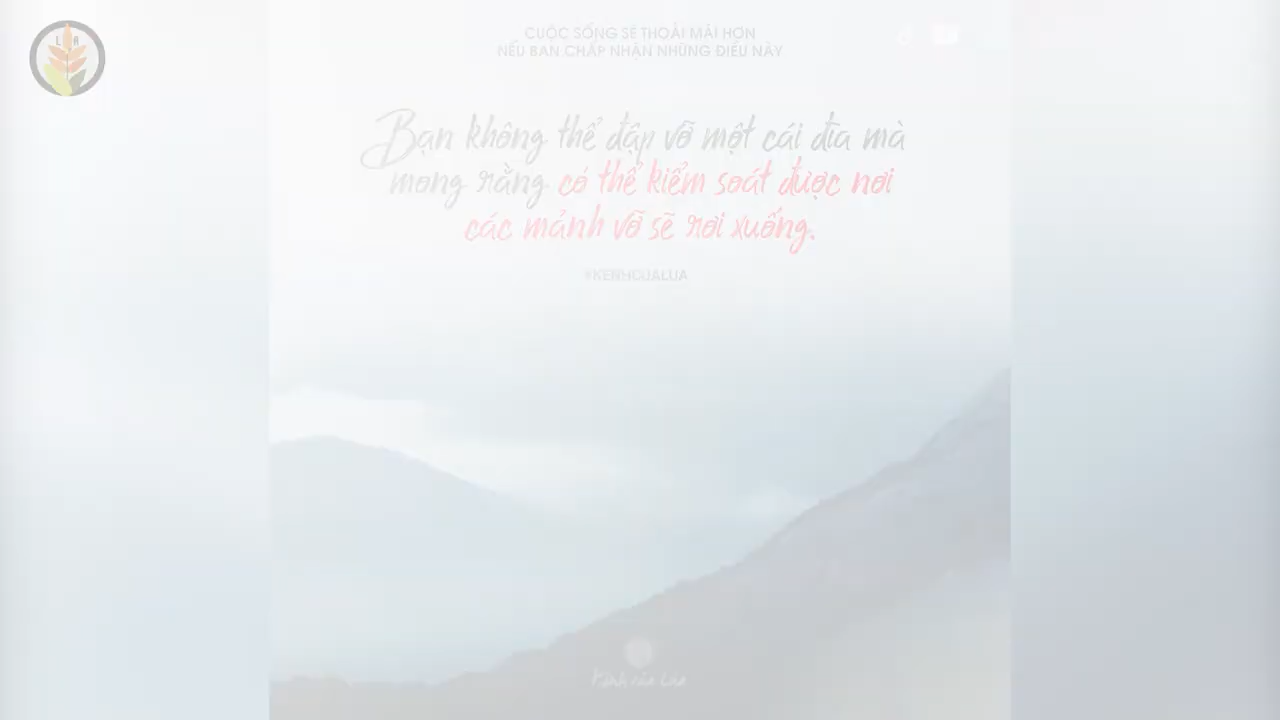 L A
CUỘC SỐNG SẼ THOẢI MÁI HƠN
NẾU BẠN CHẤP NHẬN NHỮNG ĐIỀU NÀY
Bạn không thể đập vỡ một cái đĩa mà
mong rằng có thể kiểm soát được nơi
các mảnh vỡ sẽ rơi xuống.
#KENHCUALUA
Kênh của Lúa